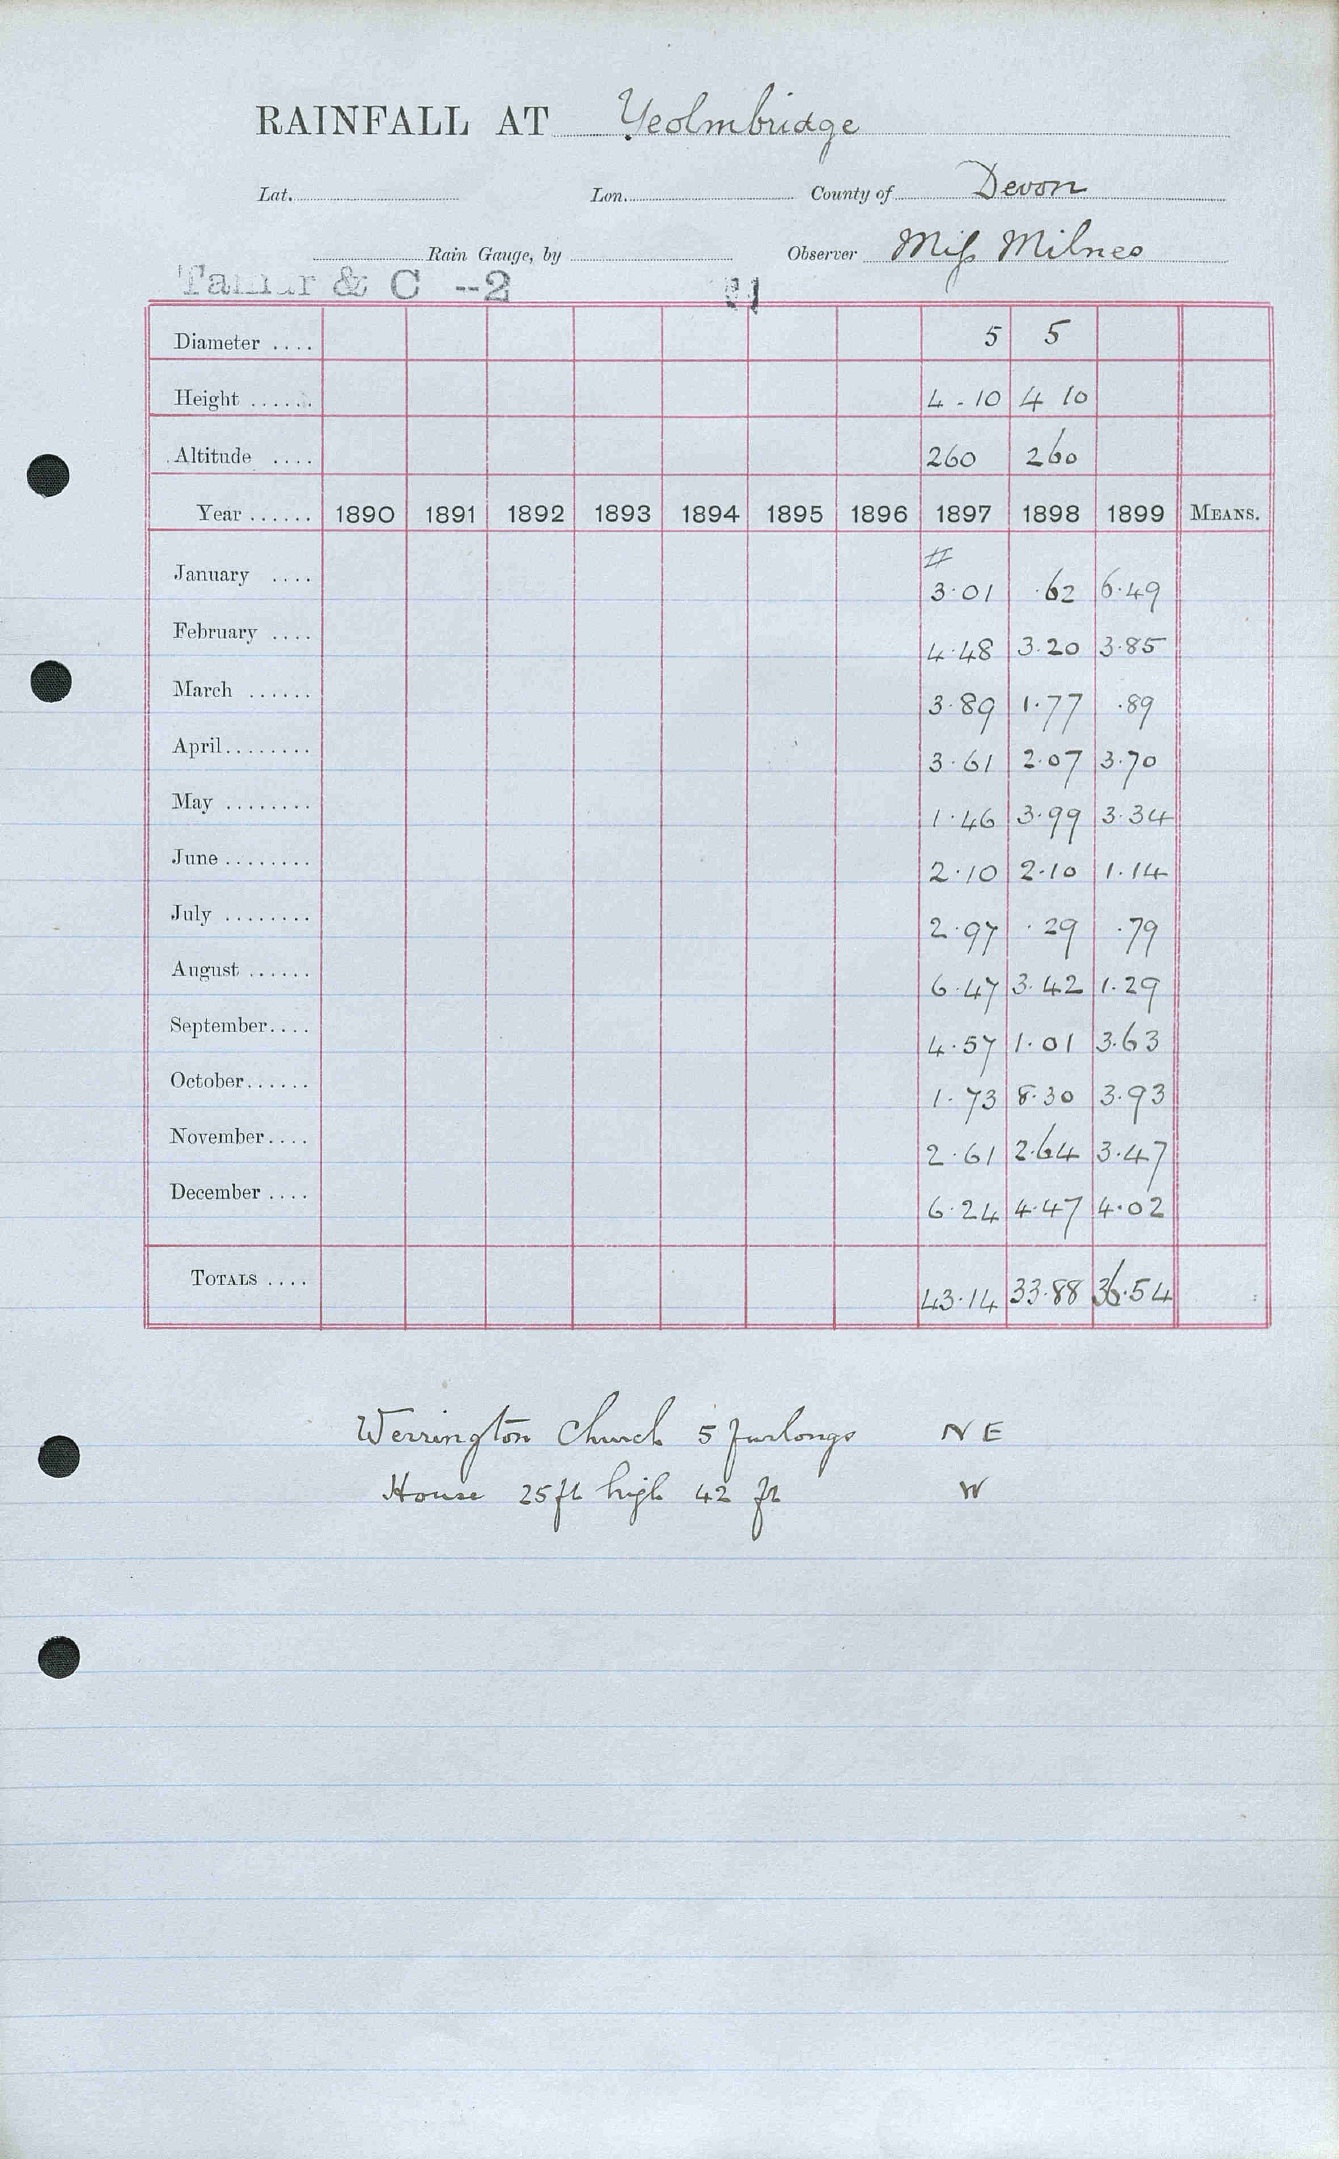 RAINFALL AT Yeolmbridge
Lat. Lon. County of Devon
Rain Gauge, by Observer Miss Milnes
Tamar & C --2
Diameter .... 5 5
Height ...... 4 - 10 4 10
Altitude .... 260 260
Year ...... 1890 1891 1892 1893 1894 1895 1896 1897 1898 1899 MEANS.
#
January .... 3·01 ·62 6·49
February .... 4·48 3·20 3·85
March ...... 3·89 1·77 ·89
April........ 3·61 2·07 3·70
May ........ 1·46 3·99 3·34
June ........ 2·10 2·10 1·14
July ........ 2·97 ·29 ·79
August ...... 6·47 3·42 1·29
September.... 4·57 1·01 3·63
October...... 1·73 8·30 3·93
November.... 2·61 2·64 3·47
December .... 6·24 4·47 4·02
TOTALS .... 43·14 33·88 36·54
Werrington Church 5 furlongs NE
House 25ft high 42 ft W